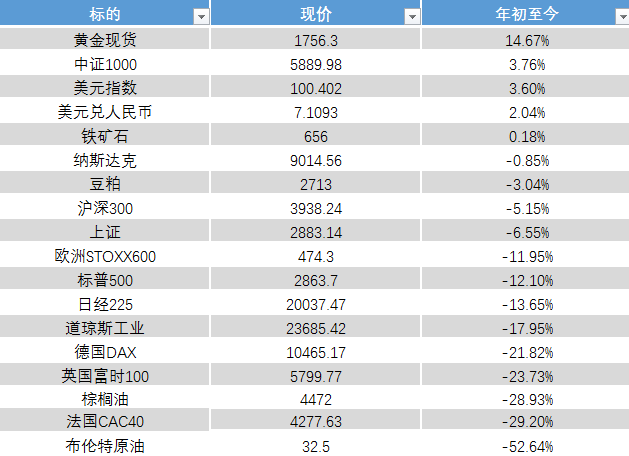 标的 现价 年初至今
黄金现货 1756.3 14.67%
中证1000 5889.98 3.76%
美元指数 100.402 3.60%
美元兑人民币 7.1093 2.04%
铁矿石 656 0.18%
纳斯达克 9014.56 -0.85%
豆粕 2713 -3.04%
沪深300 3938.24 -5.15%
上证 2883.14 -6.55%
欧洲STOXX600 474.3 -11.95%
标普500 2863.7 -12.10%
日经225 20037.47 -13.65%
道琼斯工业 23685.42 -17.95%
德国DAX 10465.17 -21.82%
英国富时100 5799.77 -23.73%
棕榈油 4472 -28.93%
法国CAC40 4277.63 -29.20%
布伦特原油 32.5 -52.64%